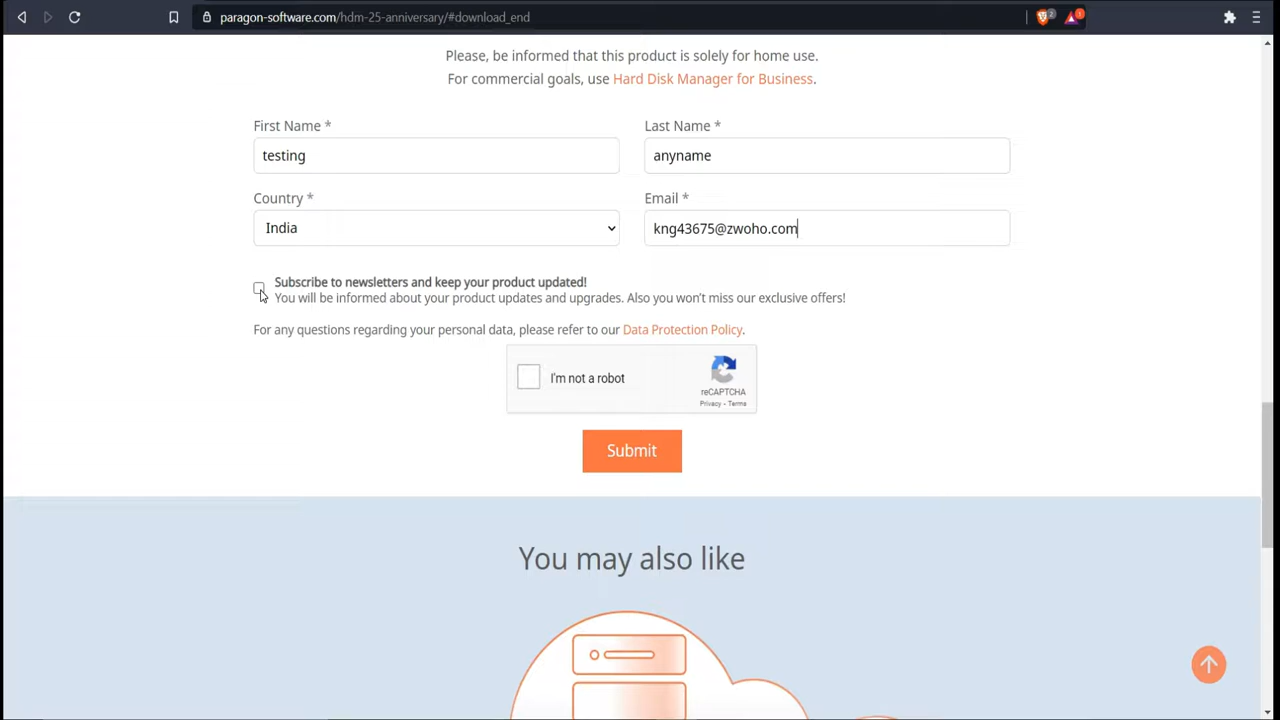 paragon-software.com/hdm-25-anniversary/#download_end
2
1
Please, be informed that this product is solely for home use.
For commercial goals, use Hard Disk Manager for Business.
First Name *
Last Name *
testing
anyname
Country *
Email *
India
kng43675@zwoho.com
Subscribe to newsletters and keep your product updated!
You will be informed about your product updates and upgrades. Also you won't miss our exclusive offers!
For any questions regarding your personal data, please refer to our Data Protection Policy.
I'm not a robot
reCAPTCHA
Privacy - Terms
Submit
You may also like